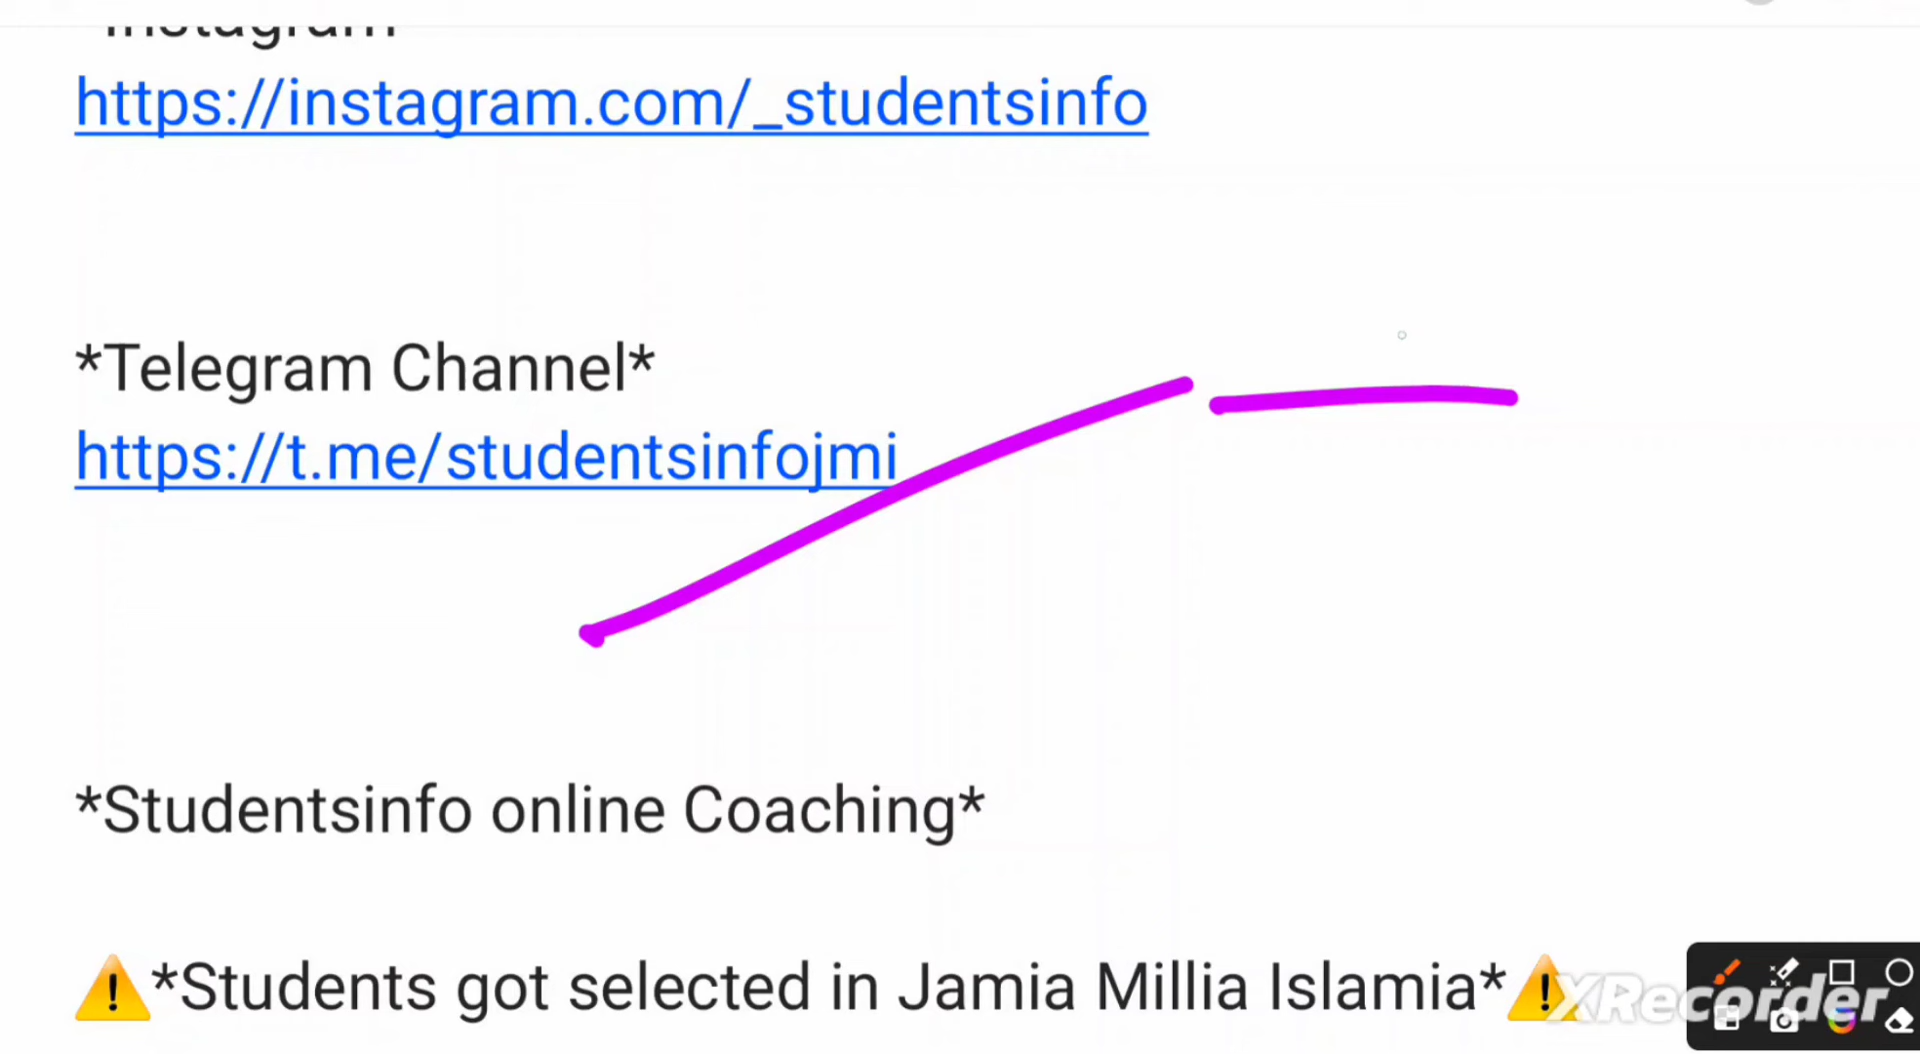 Instagram
https://instagram.com/_studentsinfo
*Telegram Channel*
https://t.me/studentsinfojmi
*Studentsinfo online Coaching*
⚠️*Students got selected in Jamia Millia Islamia*⚠️
XRecorder